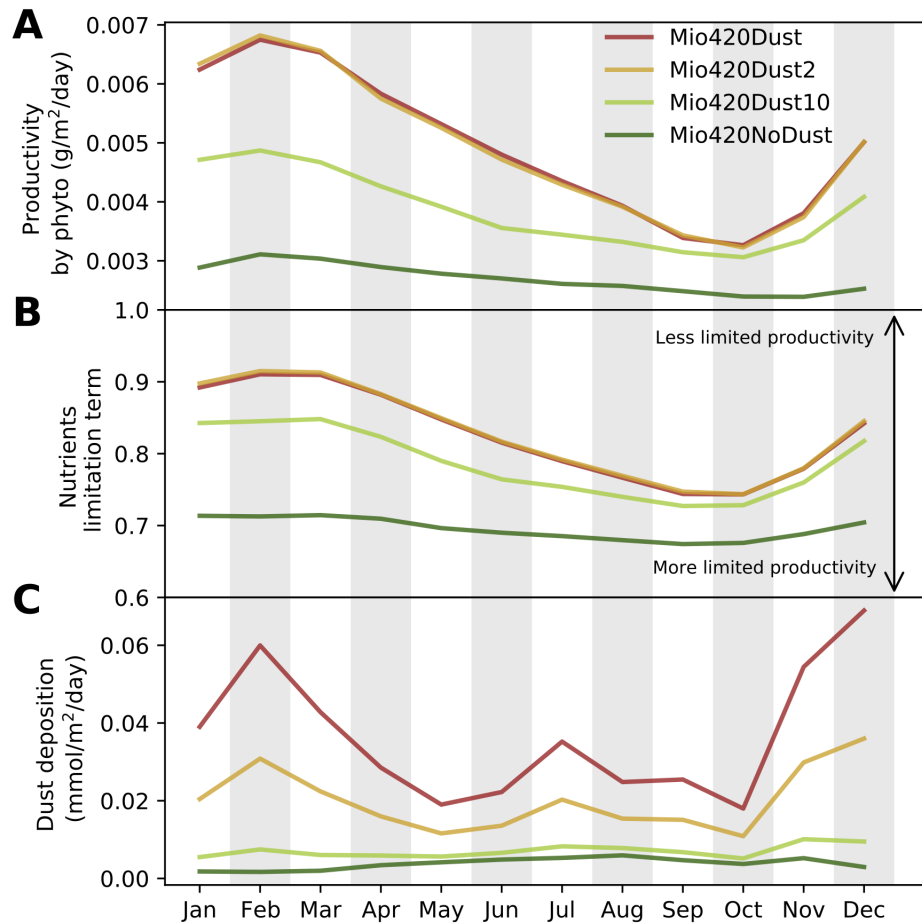 A
0.007
0.006
0.005
0.004
0.003
Productivity
by phyto (g/m²/day)
Mio420Dust
Mio420Dust2
Mio420Dust10
Mio420NoDust
B
1.0
0.9
0.8
0.7
0.6
Nutrients
limitation term
Less limited productivity
More limited productivity
C
0.06
0.04
0.02
0.00
Dust deposition
(mmol/m²/day)
Jan Feb Mar Apr May Jun Jul Aug Sep Oct Nov Dec